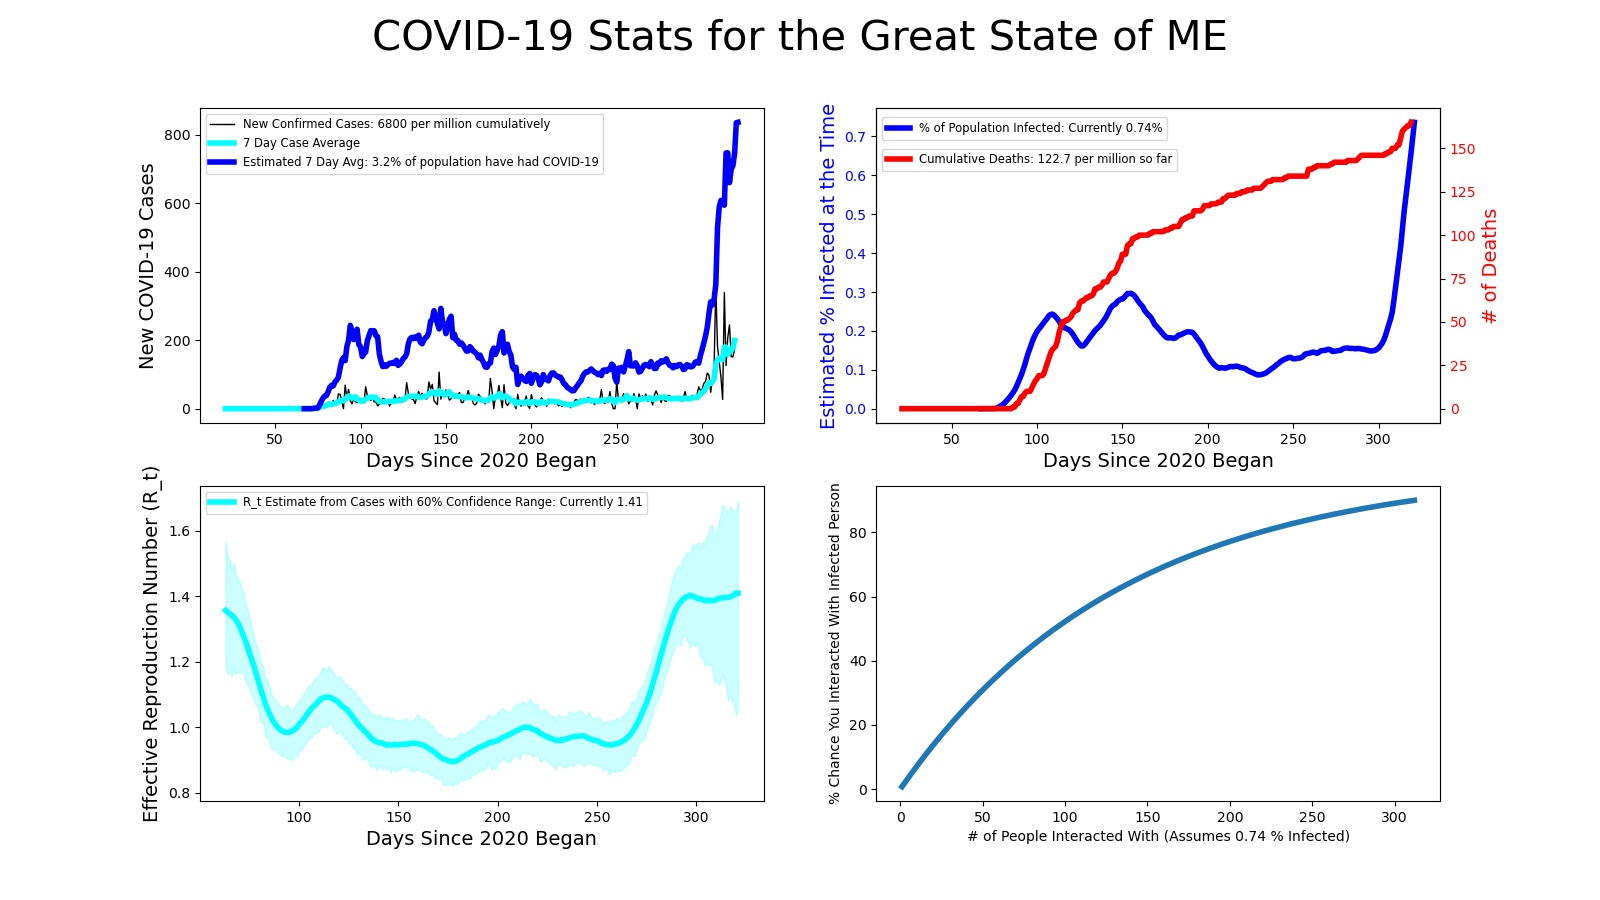 COVID-19 Stats for the Great State of ME
New COVID-19 Cases
800
600
400
200
0
New Confirmed Cases: 6800 per million cumulatively
7 Day Case Average
Estimated 7 Day Avg: 3.2% of population have had COVID-19
50 100 150 200 250 300
Days Since 2020 Began
Estimated % Infected at the Time
0.7
0.6
0.5
0.4
0.3
0.2
0.1
0.0
% of Population Infected: Currently 0.74%
Cumulative Deaths: 122.7 per million so far
150
125
100
75
50
25
0
# of Deaths
50 100 150 200 250 300
Days Since 2020 Began
Effective Reproduction Number (R_t)
1.6
1.4
1.2
1.0
0.8
R_t Estimate from Cases with 60% Confidence Range: Currently 1.41
100 150 200 250 300
Days Since 2020 Began
% Chance You Interacted With Infected Person
80
60
40
20
0
0 50 100 150 200 250 300
# of People Interacted With (Assumes 0.74 % Infected)